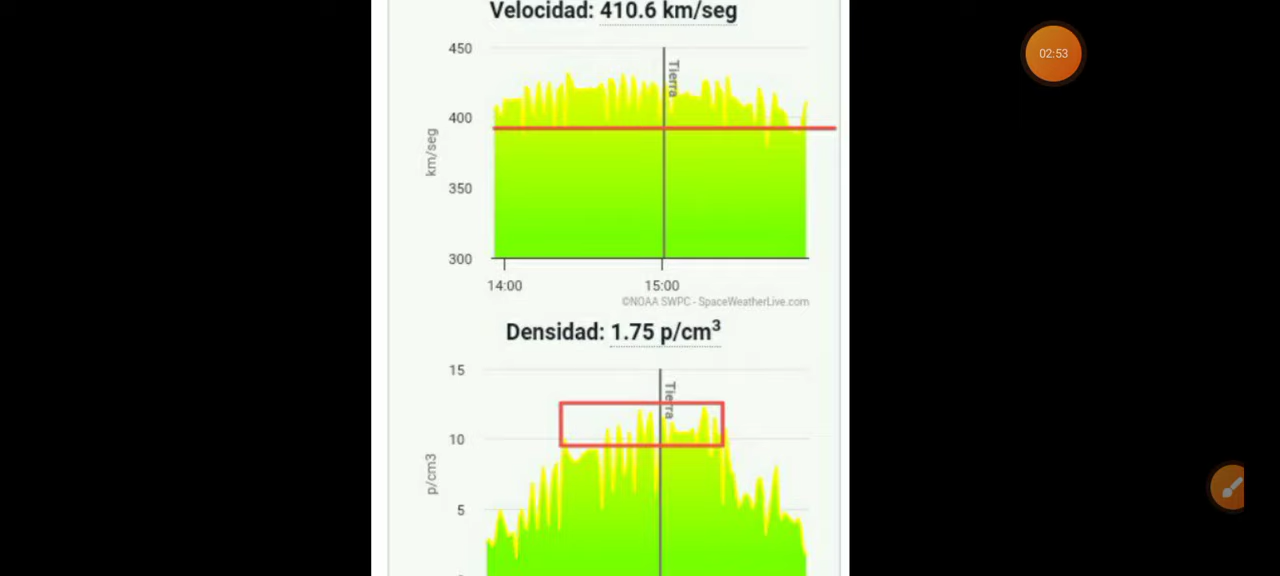 Velocidad: 410.6 km/seg
02:53
450
Tierra
400
km/seg
350
300
14:00 15:00
©NOAA SWPC - SpaceWeatherLive.com
Densidad: 1.75 p/cm³
15
Tierra
10
p/cm3
5